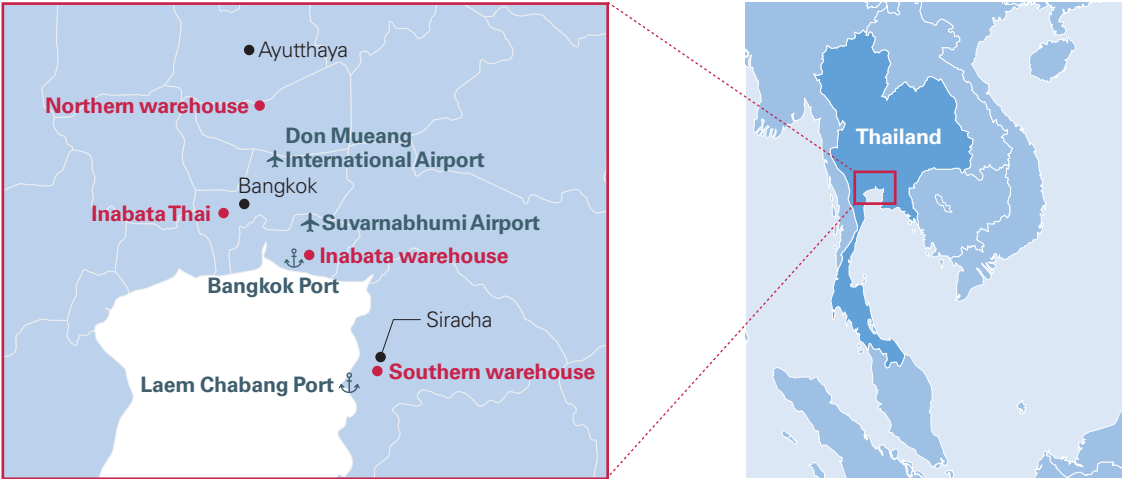 Ayutthaya
Northern warehouse
Don Mueang
International Airport
Bangkok
Inabata Thai
Suvarnabhumi Airport
Inabata warehouse
Bangkok Port
Siracha
Southern warehouse
Laem Chabang Port
Thailand